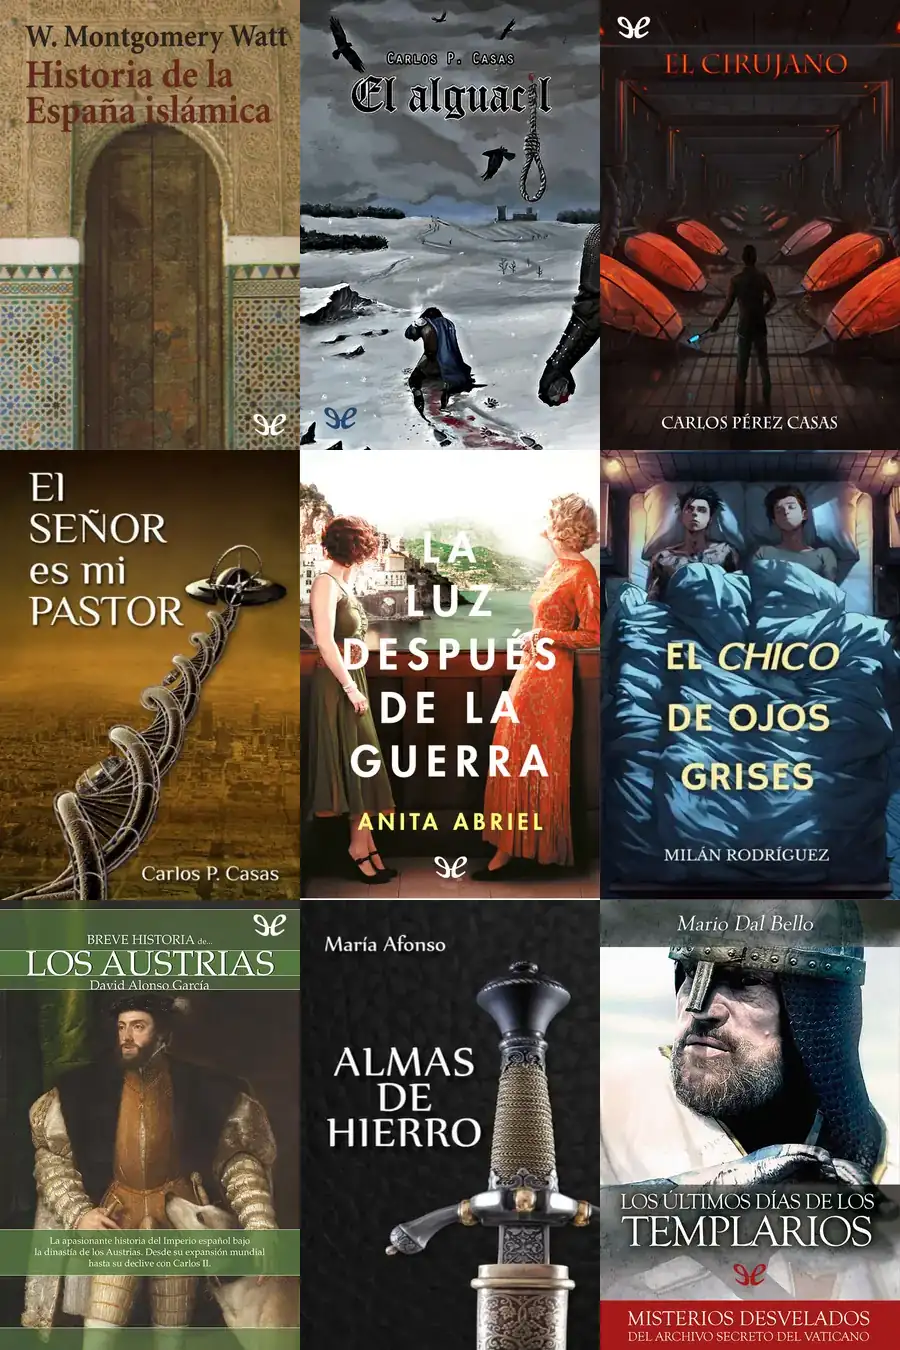 W. Montgomery Watt
Historia de la
España islámica
CARLOS P. CASAS
El alguacil
EL CIRUJANO
CARLOS PÉREZ CASAS
El
SEÑOR
es mi
PASTOR
Carlos P. Casas
LA
LUZ
DESPUÉS
DE LA
GUERRA
ANITA ABRIEL
EL CHICO
DE OJOS
GRISES
MILÁN RODRÍGUEZ
BREVE HISTORIA de...
LOS AUSTRIAS
David Alonso García
La apasionante historia del Imperio español bajo
la dinastía de los Austrias. Desde su expansión mundial
hasta su declive con Carlos II.
María Afonso
ALMAS
DE
HIERRO
Mario Dal Bello
LOS ÚLTIMOS DÍAS DE LOS
TEMPLARIOS
MISTERIOS DESVELADOS
DEL ARCHIVO SECRETO DEL VATICANO